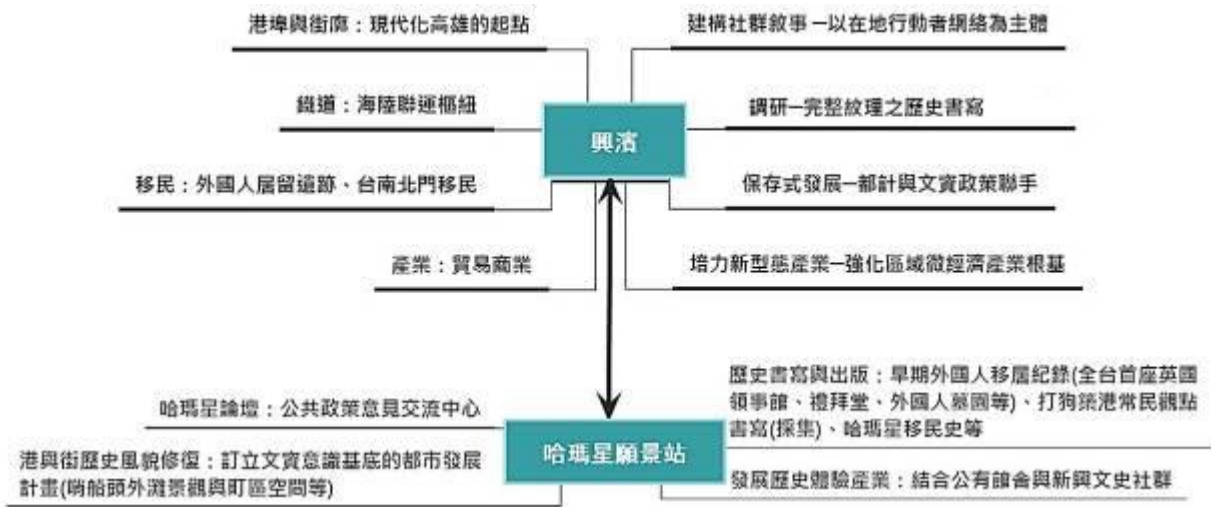 港埠與街廓：現代化高雄的起點
鐵道：海陸聯運樞紐
移民：外國人居留遺跡、台南北門移民
產業：貿易商業
興濱
建構社群敘事─以在地行動者網絡為主體
調研─完整紋理之歷史書寫
保存式發展─都計與文資政策聯手
培力新型態產業─強化區域微經濟產業根基
哈瑪星論壇：公共政策意見交流中心
港與街歷史風貌修復：訂立文資意識基底的都市發展
計畫(哨船頭外灘景觀與町區空間等)
哈瑪星願景站
歷史書寫與出版：早期外國人移居紀錄(全台首座英國
領事館、禮拜堂、外國人墓園等)、打狗築港常民觀點
書寫(採集)、哈瑪星移民史等
發展歷史體驗產業：結合公有館舍與新興文史社群